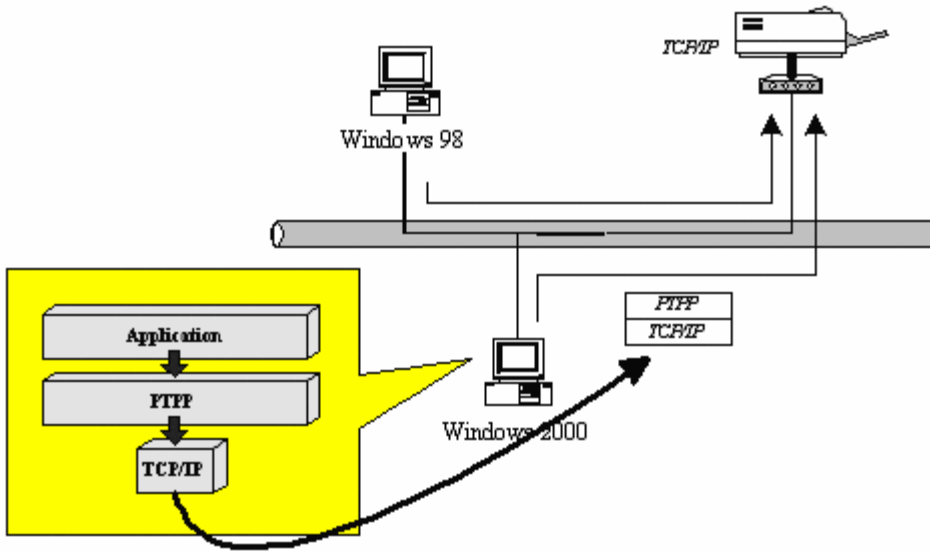 TCP/IP
Windows 98
PTPP
TCP/IP
Application
PTPP
TCP/IP
Windows 2000